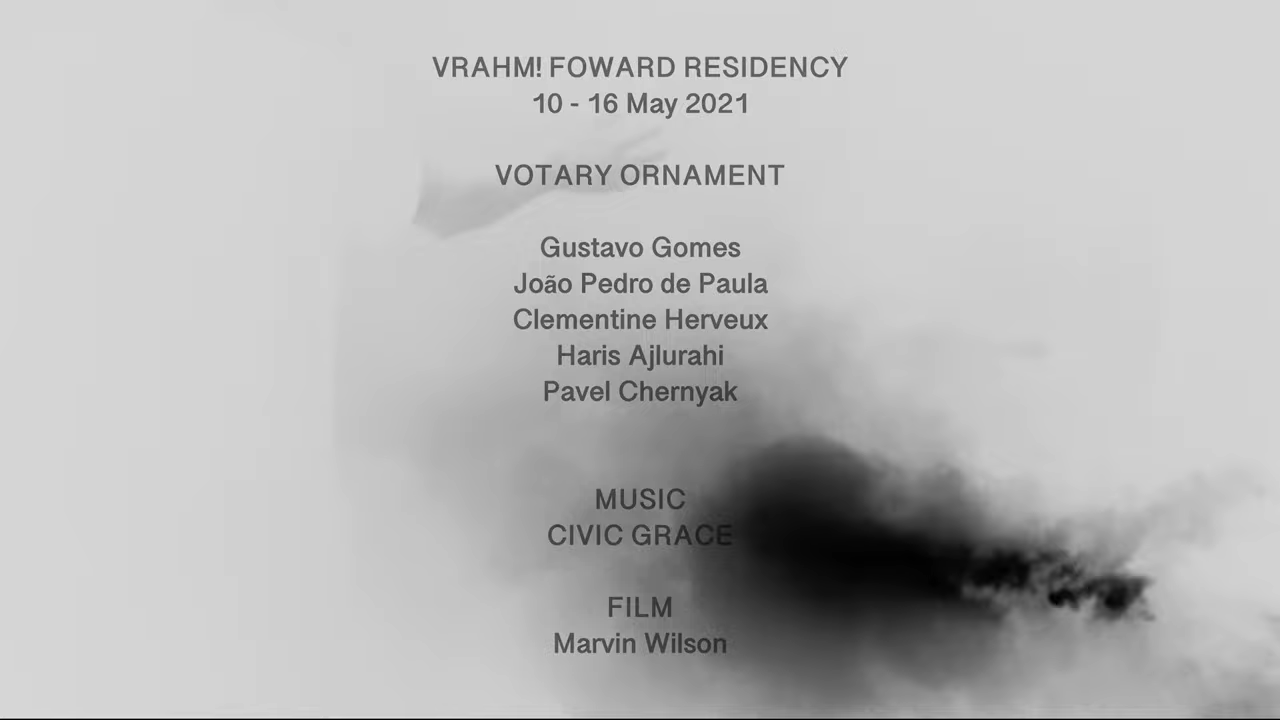 VRAHM! FOWARD RESIDENCY
10 - 16 May 2021
VOTARY ORNAMENT
Gustavo Gomes
João Pedro de Paula
Clementine Herveux
Haris Ajlurahi
Pavel Chernyak
MUSIC
CIVIC GRACE
FILM
Marvin Wilson